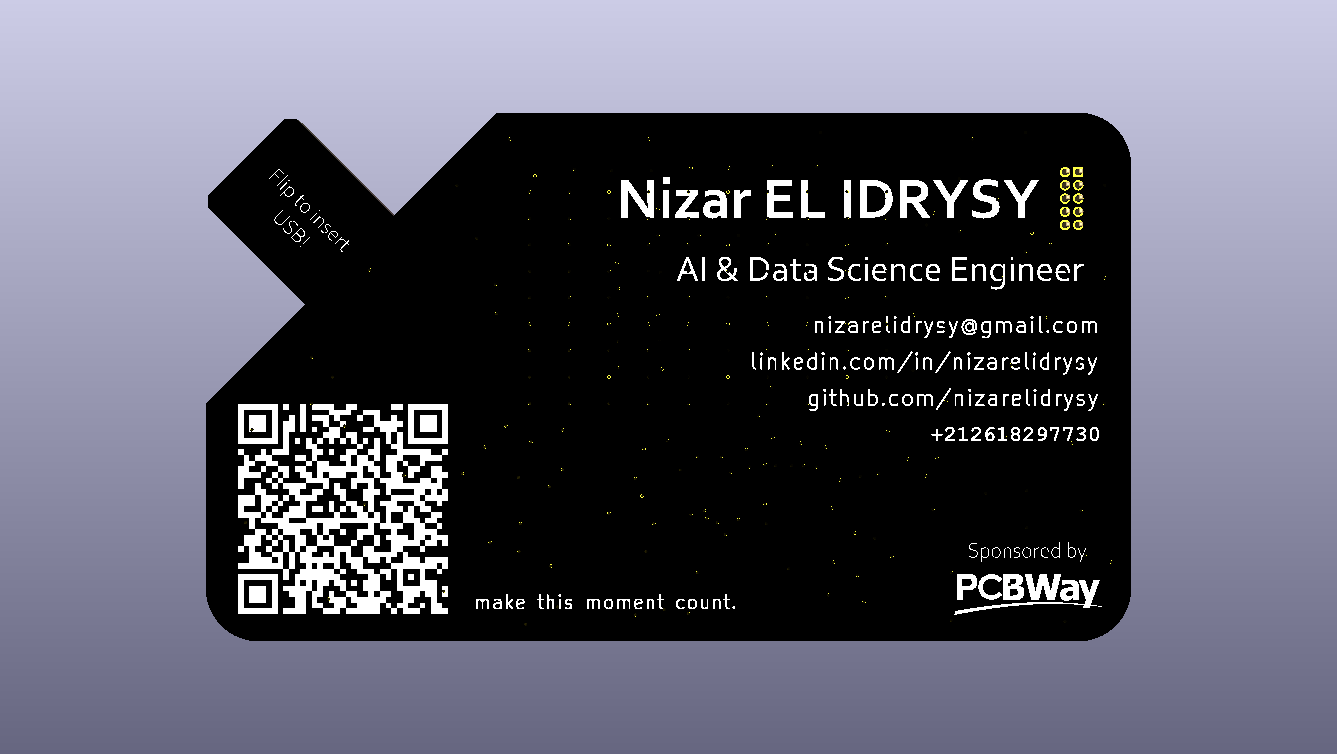 Flip to insert
USB!
Nizar EL IDRYSY
AI & Data Science Engineer
nizarelidrysy@gmail.com
linkedin.com/in/nizarelidrysy
github.com/nizarelidrysy
+212618297730
Sponsored by
PCBWay
make this moment count.